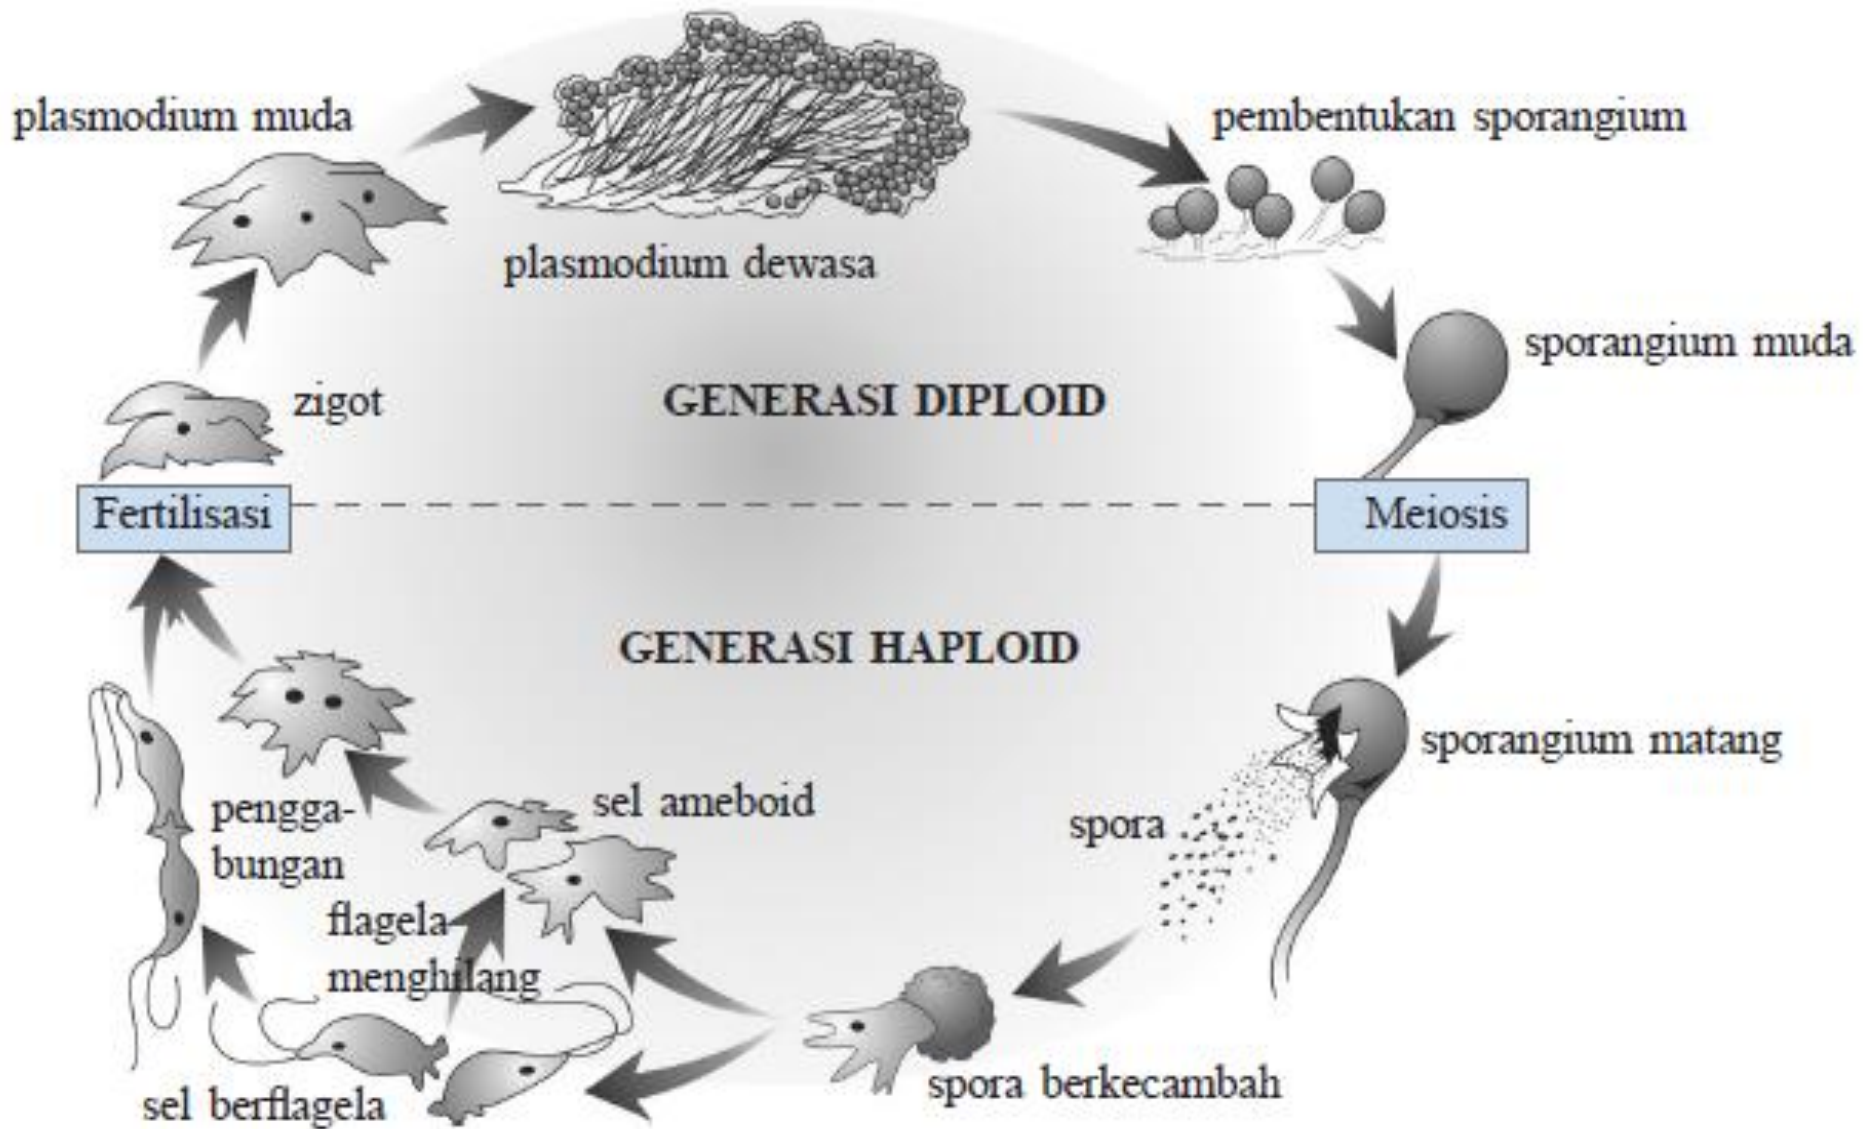 plasmodium muda
pembentukan sporangium
plasmodium dewasa
sporangium muda
zigot
GENERASI DIPLOID
Fertilisasi
Meiosis
GENERASI HAPLOID
sporangium matang
pengga-
bungan
sel ameboid
spora
flagela
menghilang
sel berflagela
spora berkecambah